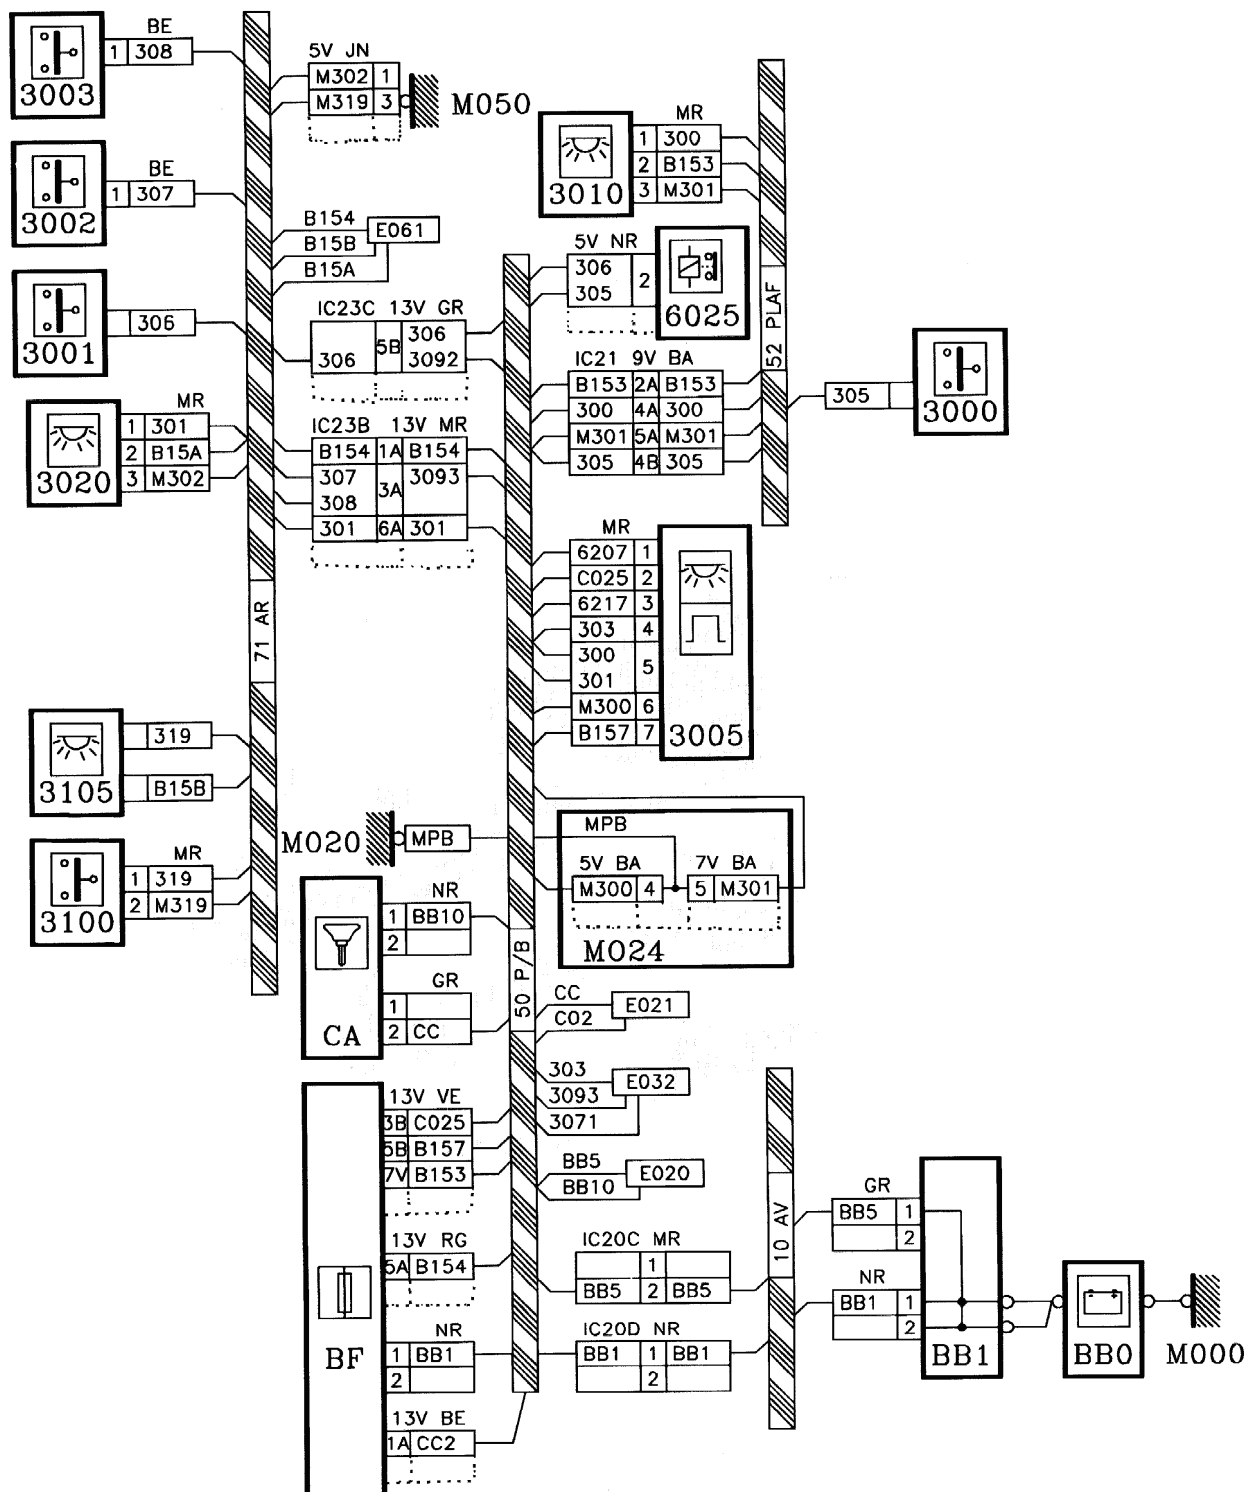 BE
1 308
3003
5V JN
M302 1
M319 3
M050
BE
1 307
3002
MR
1 300
2 B153
3 M301
3010
B154
B15B
B15A
E061
306
3001
5V NR
306
305
2
6025
52 PLAF
IC23C 13V GR
306 5B 306
3092
IC21 9V BA
B153 2A B153
300 4A 300
M301 5A M301
305 4B 305
305
3000
MR
1 301
2 B15A
3 M302
3020
IC23B 13V MR
B154 1A B154
307 3A 3093
308
301 6A 301
71 AR
MR
6207 1
C025 2
6217 3
303 4
300
301
5
M300 6
B157 7
3005
319
B15B
3105
MR
1 319
2 M319
3100
M020
MPB
MPB
5V BA
M300 4
7V BA
5 M301
M024
NR
1 BB10
2
GR
1
2 CC
CA
50 P/B
CC
C02
E021
303
3093
3071
E032
BB5
BB10
E020
13V VE
3B C025
5B B157
7V B153
13V RG
5A B154
NR
1 BB1
2
13V BE
1A CC2
BF
IC20C MR
1
BB5 2 BB5
IC20D NR
BB1 1 BB1
2
10 AV
GR
BB5 1
2
NR
BB1 1
2
BB1
BB0
M000